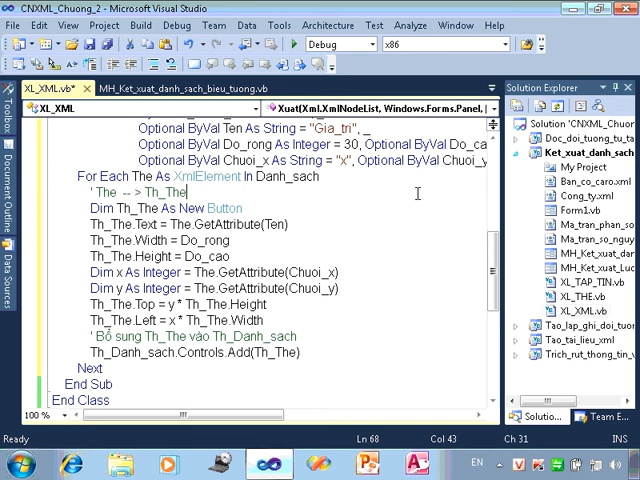 CNXML_Chuong_2 - Microsoft Visual Studio
File Edit View Project Build Debug Team Data Tools Architecture Test Analyze Window Help
Debug x86
XL_XML.vb* MH_Ket_xuat_danh_sach_bieu_tuong.vb
XL_XML Xuat(Xml.XmlNodeList, Windows.Forms.Panel,
Optional ByVal Ten As String = "Gia_tri", _
Optional ByVal Do_rong As Integer = 30, Optional ByVal Do_ca
Optional ByVal Chuoi_x As String = "x", Optional ByVal Chuoi_y
For Each The As XmlElement In Danh_sach
' The -- > Th_The
Dim Th_The As New Button
Th_The.Text = The.GetAttribute(Ten)
Th_The.Width = Do_rong
Th_The.Height = Do_cao
Dim x As Integer = The.GetAttribute(Chuoi_x)
Dim y As Integer = The.GetAttribute(Chuoi_y)
Th_The.Top = y * Th_The.Height
Th_The.Left = x * Th_The.Width
' Bổ sung Th_The vào Th_Danh_sach
Th_Danh_sach.Controls.Add(Th_The)
Next
End Sub
End Class
100 %
Toolbox
Data Sources
Solution Explorer
Solution 'CNXML_Chuong_
Doc_doi_tuong_tu_ta
Ket_xuat_danh_sach
My Project
Ban_co_caro.xml
Cong_ty.xml
Form1.vb
Ma_tran_phan_so
Ma_tran_so_nguy
MH_Ket_xuat_dan
MH_Ket_xuat_Luc
XL_TAP_TIN.vb
XL_THE.vb
XL_XML.vb
Tao_lap_ghi_doi_tuon
Tao_tai_lieu_xml
Trich_rut_thong_tin_v
Solutio... Team E...
Ready Ln 68 Col 43 Ch 31 INS
EN